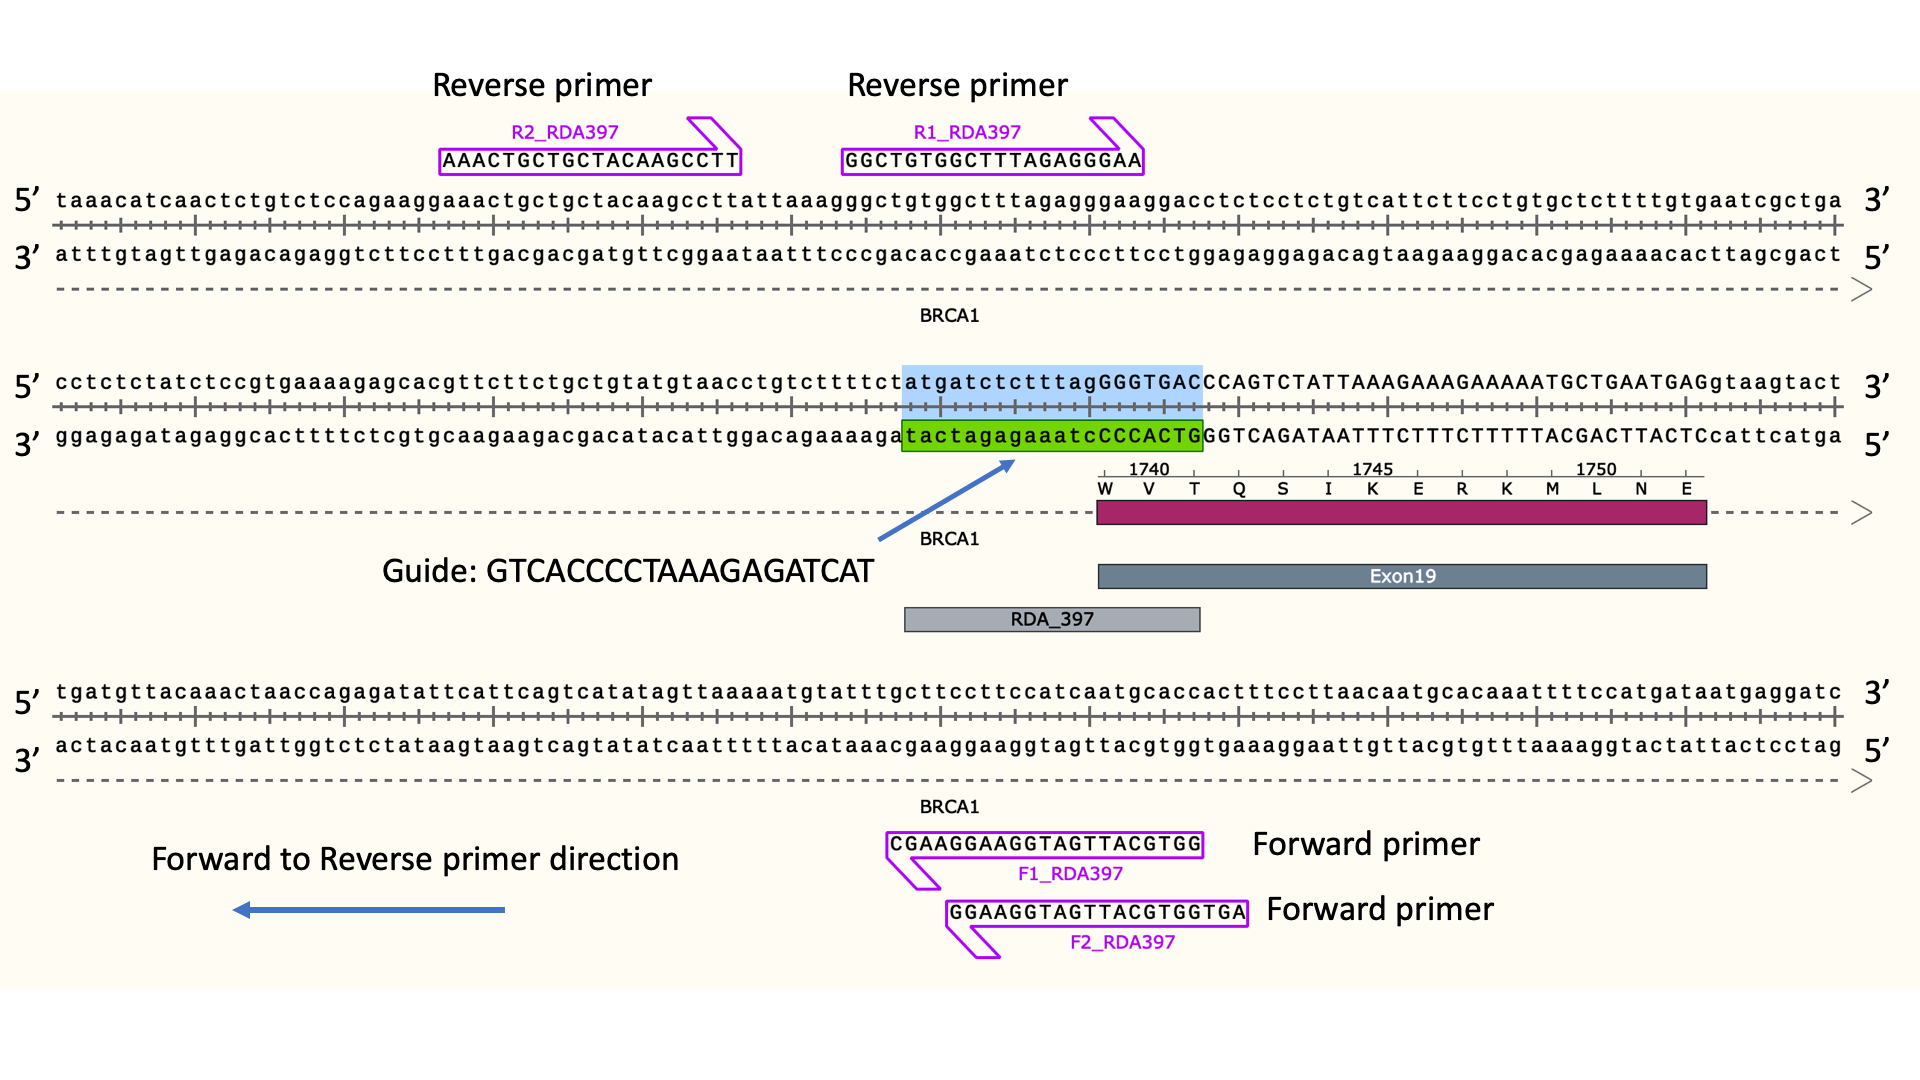 Reverse primer Reverse primer
R2_RDA397 R1_RDA397
AAACTGCTGCTACAAGCCTT GGCTGTGGCTTTAGAGGGAA
5’ taaacatcaactctgtctccagaaggaaactgctgctacaagccttattaaagggctgtggctttagagggaaggacctctcctctgtcattcttcctgtgctcttttgtgaatcgctga 3’
3’ atttgtagttgagacagaggtcttcctttgacgacgatgttcggaataatttcccgacaccgaaatctcccttcctggagaggagacagtaagaaggacacgagaaaacacttagcgact 5’
BRCA1
5’ cctctctatctccgtgaaaagagcacgttcttctgctgtatgtaacctgtcttttctatgatctctttagGGGTGACCCAGTCTATTAAAGAAAGAAAAATGCTGAATGAGgtaagtact 3’
3’ ggagagatagaggcacttttctcgtgcaagaagacgacatacattggacagaaaagatactagagaaatcCCCACTGGGTCAGATAATTTCTTTCTTTTTACGACTTACTCcattcatga 5’
1740 1745 1750
W V T Q S I K E R K M L N E
BRCA1
Guide: GTCACCCCTAAAGAGATCAT
Exon19
RDA_397
5’ tgatgttacaaactaaccagagatattcattcagtcatatagttaaaaatgtatttgcttccttccatcaatgcaccactttccttaacaatgcacaaattttccatgataatgaggatc 3’
3’ actacaatgtttgattggtctctataagtaagtcagtatatcaatttttacataaacgaaggaaggtagttacgtggtgaaaggaattgttacgtgtttaaaaggtactattactcctag 5’
BRCA1
CGAAGGAAGGTAGTTACGTGG Forward primer
Forward to Reverse primer direction
F1_RDA397
GGAAGGTAGTTACGTGGTGA Forward primer
F2_RDA397